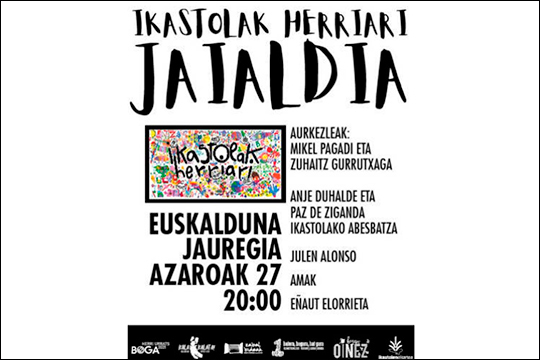 IKASTOLAK HERRIARI
JAIALDIA
ikastolak
herriari
EUSKALDUNA
JAUREGIA
AZAROAK 27
20:00
AURKEZLEAK:
MIKEL PAGADI ETA
ZUHAITZ GURRUTXAGA
ANJE DUHALDE ETA
PAZ DE ZIGANDA
IKASTOLAKO ABESBATZA
JULEN ALONSO
AMAK
EÑAUT ELORRIETA
BOGA
OINEZ